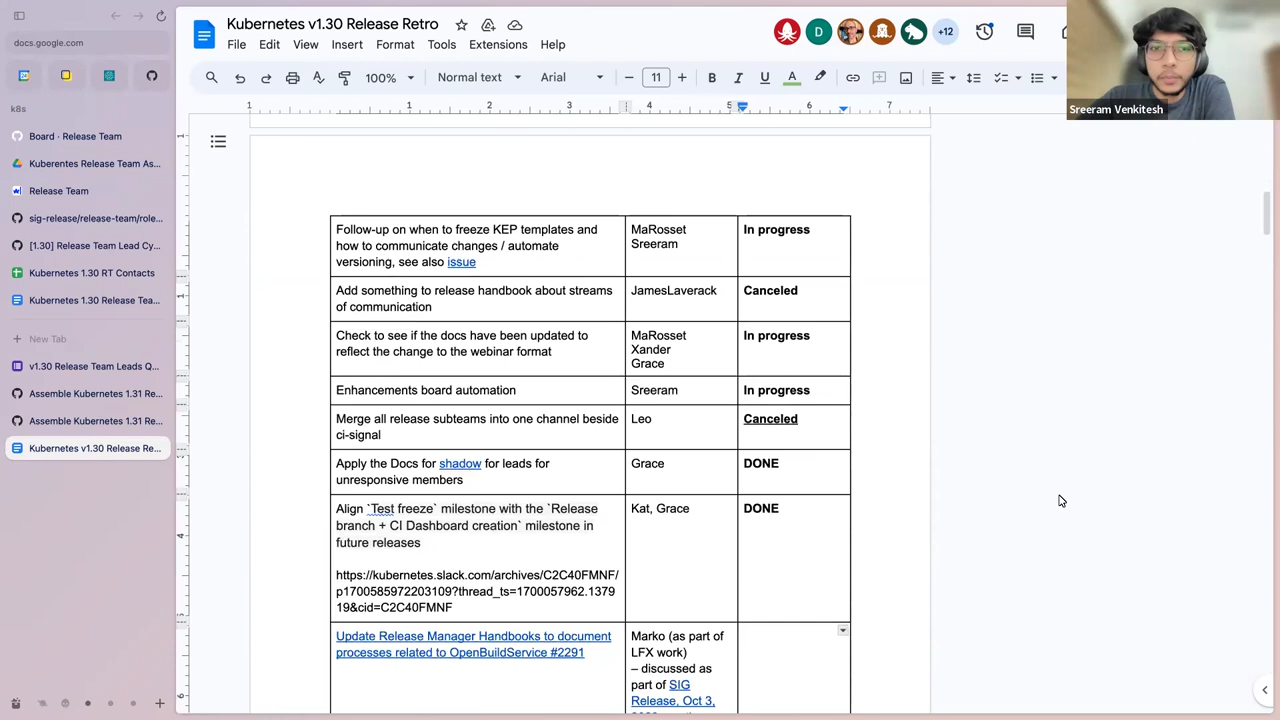 docs.google.com
k8s
Board · Release Team
Kuberentes Release Team As...
Release Team
sig-release/release-team/role...
[1.30] Release Team Lead Cy...
Kubernetes 1.30 RT Contacts
Kubernetes 1.30 Release Tea...
New Tab
v1.30 Release Team Leads Q...
Assemble Kubernetes 1.31 Re...
Assemble Kubernetes 1.31 Re...
Kubernetes v1.30 Release Re...
Kubernetes v1.30 Release Retro
File Edit View Insert Format Tools Extensions Help
D +12
100% Normal text Arial 11 B I U A
1 1 2 3 4 5 6 7
Sreeram Venkitesh
Follow-up on when to freeze KEP templates and
how to communicate changes / automate
versioning, see also issue
MaRosset
Sreeram
In progress
Add something to release handbook about streams
of communication
JamesLaverack
Canceled
Check to see if the docs have been updated to
reflect the change to the webinar format
MaRosset
Xander
Grace
In progress
Enhancements board automation
Sreeram
In progress
Merge all release subteams into one channel beside
ci-signal
Leo
Canceled
Apply the Docs for shadow for leads for
unresponsive members
Grace
DONE
Align `Test freeze` milestone with the `Release
branch + CI Dashboard creation` milestone in
future releases
https://kubernetes.slack.com/archives/C2C40FMNF/
p1700585972203109?thread_ts=1700057962.1379
19&cid=C2C40FMNF
Kat, Grace
DONE
Update Release Manager Handbooks to document
processes related to OpenBuildService #2291
Marko (as part of
LFX work)
– discussed as
part of SIG
Release, Oct 3,